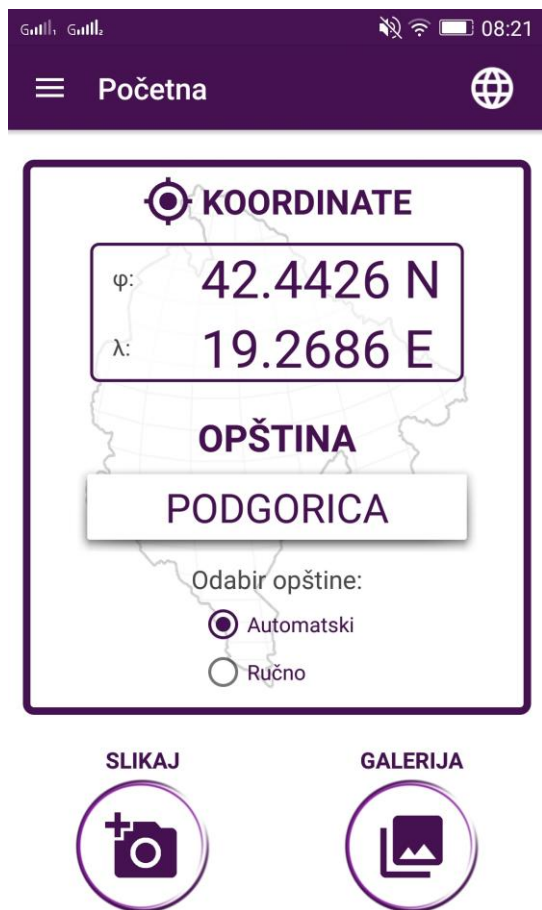 08:21
Početna
KOORDINATE
φ: 42.4426 N
λ: 19.2686 E
OPŠTINA
PODGORICA
Odabir opštine:
Automatski
Ručno
SLIKAJ GALERIJA